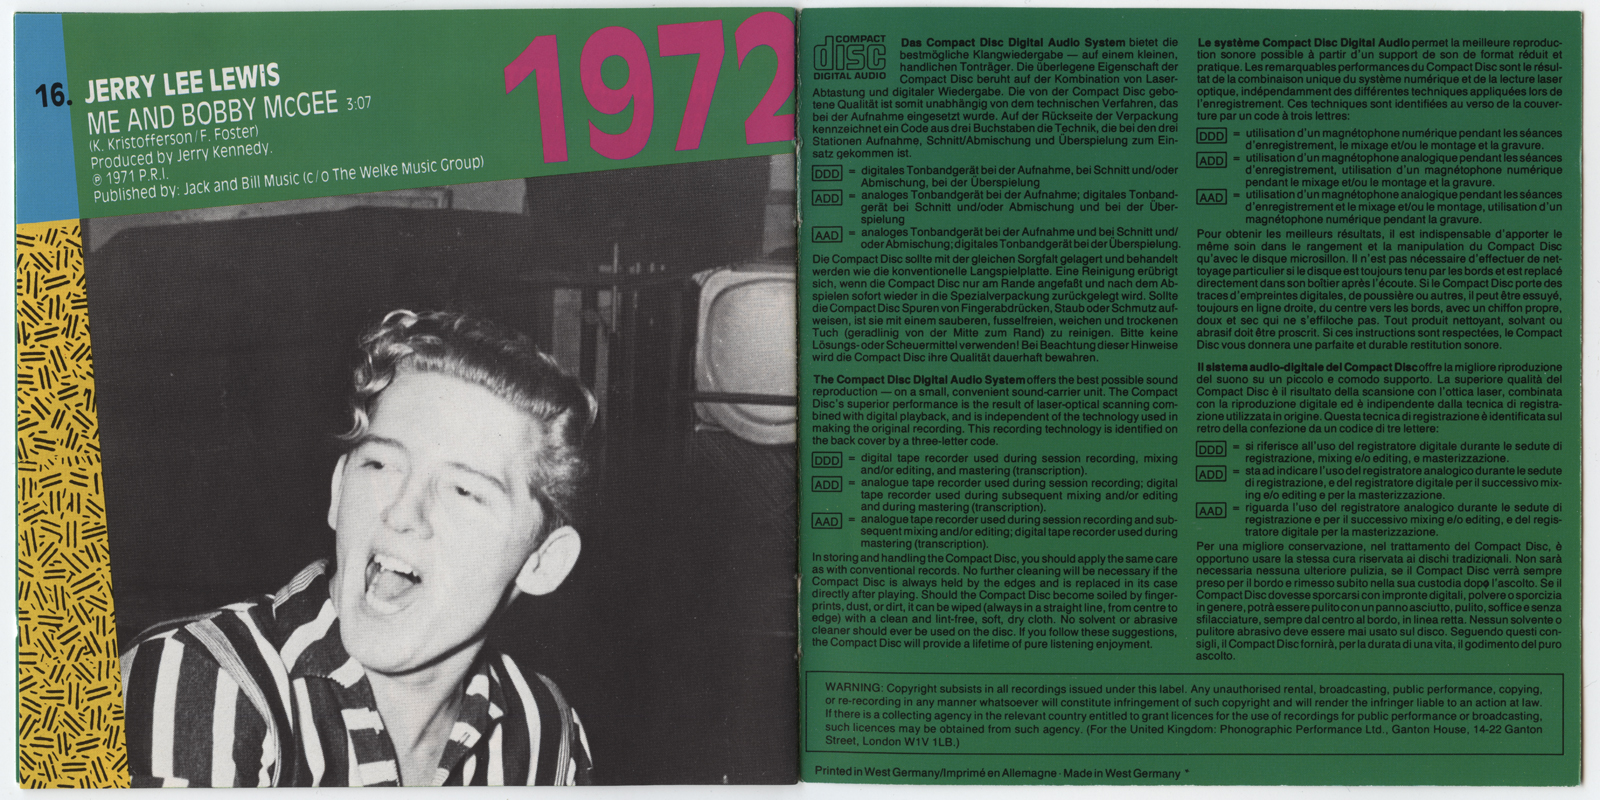 16. JERRY LEE LEWIS
ME AND BOBBY McGEE 3:07
(K. Kristofferson/F. Foster)
Produced by Jerry Kennedy.
℗ 1971 P.R.I.
Published by: Jack and Bill Music (c/o The Welke Music Group)
1972
COMPACT
disc
DIGITAL AUDIO
Das Compact Disc Digital Audio System bietet die
bestmögliche Klangwiedergabe — auf einem kleinen,
handlichen Tonträger. Die überlegene Eigenschaft der
Compact Disc beruht auf der Kombination von Laser-
Abtastung und digitaler Wiedergabe. Die von der Compact Disc gebo-
tene Qualität ist somit unabhängig von dem technischen Verfahren, das
bei der Aufnahme eingesetzt wurde. Auf der Rückseite der Verpackung
kennzeichnet ein Code aus drei Buchstaben die Technik, die bei den drei
Stationen Aufnahme, Schnitt/Abmischung und Überspielung zum Ein-
satz gekommen ist.
DDD = digitales Tonbandgerät bei der Aufnahme, bei Schnitt und/oder
Abmischung, bei der Überspielung
ADD = analoges Tonbandgerät bei der Aufnahme; digitales Tonband-
gerät bei Schnitt und/oder Abmischung und bei der Über-
spielung
AAD = analoges Tonbandgerät bei der Aufnahme und bei Schnitt und/
oder Abmischung; digitales Tonbandgerät bei der Überspielung.
Die Compact Disc sollte mit der gleichen Sorgfalt gelagert und behandelt
werden wie die konventionelle Langspielplatte. Eine Reinigung erübrigt
sich, wenn die Compact Disc nur am Rande angefaßt und nach dem Ab-
spielen sofort wieder in die Spezialverpackung zurückgelegt wird. Sollte
die Compact Disc Spuren von Fingerabdrücken, Staub oder Schmutz auf-
weisen, ist sie mit einem sauberen, fusselfreien, weichen und trockenen
Tuch (geradlinig von der Mitte zum Rand) zu reinigen. Bitte keine
Lösungs- oder Scheuermittel verwenden! Bei Beachtung dieser Hinweise
wird die Compact Disc ihre Qualität dauerhaft bewahren.
The Compact Disc Digital Audio System offers the best possible sound
reproduction — on a small, convenient sound-carrier unit. The Compact
Disc's superior performance is the result of laser-optical scanning com-
bined with digital playback, and is independent of the technology used in
making the original recording. This recording technology is identified on
the back cover by a three-letter code.
DDD = digital tape recorder used during session recording, mixing
and/or editing, and mastering (transcription).
ADD = analogue tape recorder used during session recording; digital
tape recorder used during subsequent mixing and/or editing
and during mastering (transcription).
AAD = analogue tape recorder used during session recording and sub-
sequent mixing and/or editing; digital tape recorder used during
mastering (transcription).
In storing and handling the Compact Disc, you should apply the same care
as with conventional records. No further cleaning will be necessary if the
Compact Disc is always held by the edges and is replaced in its case
directly after playing. Should the Compact Disc become soiled by finger-
prints, dust, or dirt, it can be wiped (always in a straight line, from centre to
edge) with a clean and lint-free, soft, dry cloth. No solvent or abrasive
cleaner should ever be used on the disc. If you follow these suggestions,
the Compact Disc will provide a lifetime of pure listening enjoyment.
Le système Compact Disc Digital Audio permet la meilleure reproduc-
tion sonore possible à partir d'un support de son de format réduit et
pratique. Les remarquables performances du Compact Disc sont le résul-
tat de la combinaison unique du système numérique et de la lecture laser
optique, indépendamment des différentes techniques appliquées lors de
l'enregistrement. Ces techniques sont identifiées au verso de la couver-
ture par un code à trois lettres:
DDD = utilisation d'un magnétophone numérique pendant les séances
d'enregistrement, le mixage et/ou le montage et la gravure.
ADD = utilisation d'un magnétophone analogique pendant les séances
d'enregistrement, utilisation d'un magnétophone numérique
pendant le mixage et/ou le montage et la gravure.
AAD = utilisation d'un magnétophone analogique pendant les séances
d'enregistrement et le mixage et/ou le montage, utilisation d'un
magnétophone numérique pendant la gravure.
Pour obtenir les meilleurs résultats, il est indispensable d'apporter le
même soin dans le rangement et la manipulation du Compact Disc
qu'avec le disque microsillon. Il n'est pas nécessaire d'effectuer de net-
toyage particulier si le disque est toujours tenu par les bords et est replacé
directement dans son boîtier après l'écoute. Si le Compact Disc porte des
traces d'empreintes digitales, de poussière ou autres, il peut être essuyé,
toujours en ligne droite, du centre vers les bords, avec un chiffon propre,
doux et sec qui ne s'effiloche pas. Tout produit nettoyant, solvant ou
abrasif doit être proscrit. Si ces instructions sont respectées, le Compact
Disc vous donnera une parfaite et durable restitution sonore.
Il sistema audio-digitale del Compact Disc offre la migliore riproduzione
del suono su un piccolo e comodo supporto. La superiore qualità del
Compact Disc è il risultato della scansione con l'ottica laser, combinata
con la riproduzione digitale ed è indipendente dalla tecnica di registra-
zione utilizzata in origine. Questa tecnica di registrazione è identificata sul
retro della confezione da un codice di tre lettere:
DDD = si riferisce all'uso del registratore digitale durante le sedute di
registrazione, mixing e/o editing, e masterizzazione.
ADD = sta ad indicare l'uso del registratore analogico durante le sedute
di registrazione, e del registratore digitale per il successivo mix-
ing e/o editing e per la masterizzazione.
AAD = riguarda l'uso del registratore analogico durante le sedute di
registrazione e per il successivo mixing e/o editing, e del regis-
tratore digitale per la masterizzazione.
Per una migliore conservazione, nel trattamento del Compact Disc, è
opportuno usare la stessa cura riservata ai dischi tradizionali. Non sarà
necessaria nessuna ulteriore pulizia, se il Compact Disc verrà sempre
preso per il bordo e rimesso subito nella sua custodia dopo l'ascolto. Se il
Compact Disc dovesse sporcarsi con impronte digitali, polvere o sporcizia
in genere, potrà essere pulito con un panno asciutto, pulito, soffice e senza
sfilacciature, sempre dal centro al bordo, in linea retta. Nessun solvente o
pulitore abrasivo deve essere mai usato sul disco. Seguendo questi con-
sigli, il Compact Disc fornirà, per la durata di una vita, il godimento del puro
ascolto.
WARNING: Copyright subsists in all recordings issued under this label. Any unauthorised rental, broadcasting, public performance, copying,
or re-recording in any manner whatsoever will constitute infringement of such copyright and will render the infringer liable to an action at law.
If there is a collecting agency in the relevant country entitled to grant licences for the use of recordings for public performance or broadcasting,
such licences may be obtained from such agency. (For the United Kingdom: Phonographic Performance Ltd., Ganton House, 14-22 Ganton
Street, London W1V 1LB.)
Printed in West Germany/Imprimé en Allemagne · Made in West Germany *